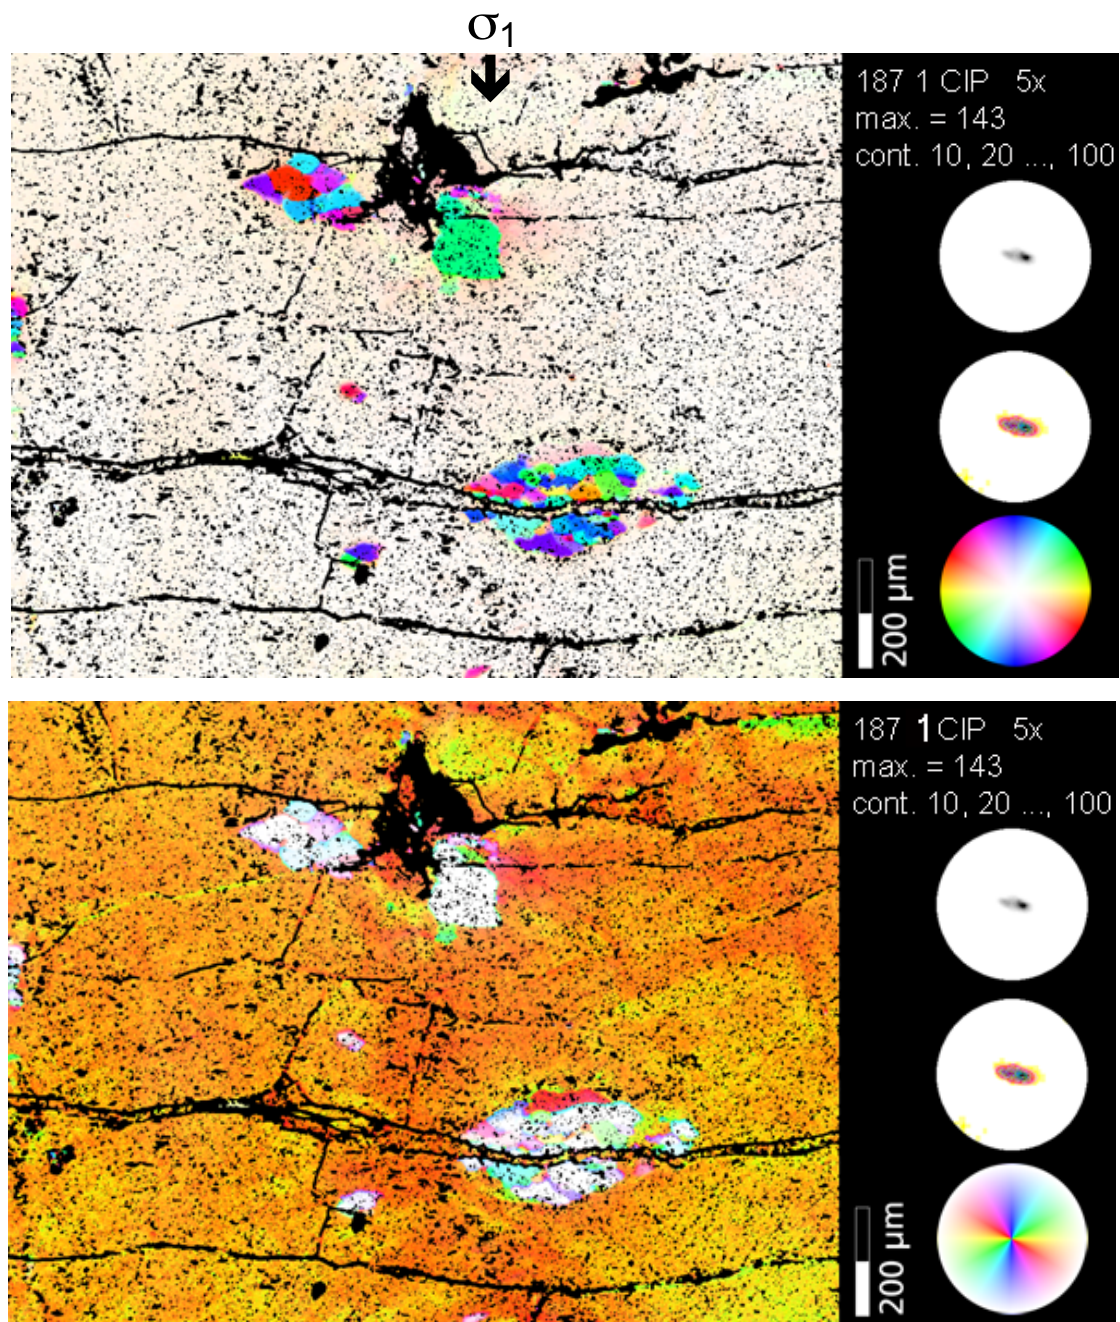 σ₁
187 1 CIP 5x
max. = 143
cont. 10, 20 ..., 100
200 µm
187 1 CIP 5x
max. = 143
cont. 10, 20 ..., 100
200 µm